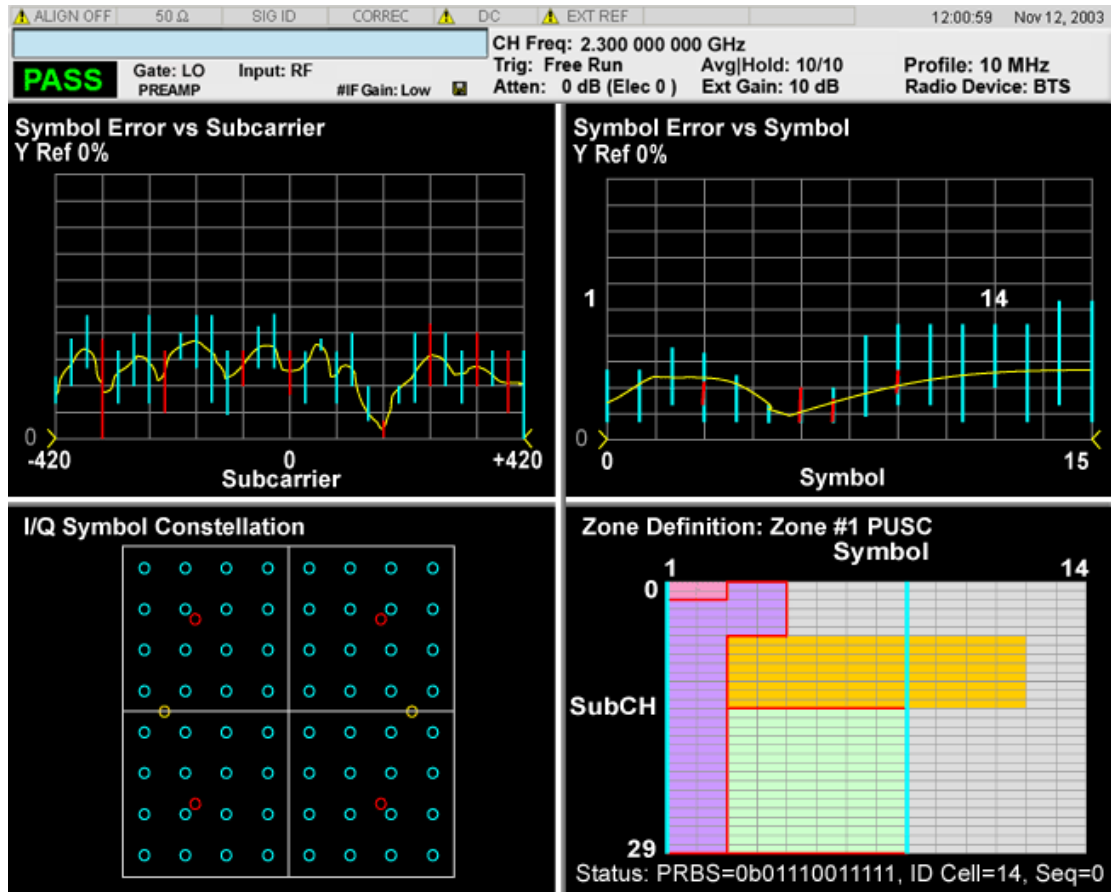 ALIGN OFF 50 Ω SIG ID CORREC DC EXT REF 12:00:59 Nov 12, 2003
CH Freq: 2.300 000 000 GHz
PASS Gate: LO Input: RF Trig: Free Run Avg|Hold: 10/10 Profile: 10 MHz
PREAMP #IF Gain: Low Atten: 0 dB (Elec 0 ) Ext Gain: 10 dB Radio Device: BTS
Symbol Error vs Subcarrier
Y Ref 0%
0
-420 0 +420
Subcarrier
Symbol Error vs Symbol
Y Ref 0%
1 14
0
0 15
Symbol
I/Q Symbol Constellation
Zone Definition: Zone #1 PUSC
Symbol
1 14
0
SubCH
29
Status: PRBS=0b01110011111, ID Cell=14, Seq=0